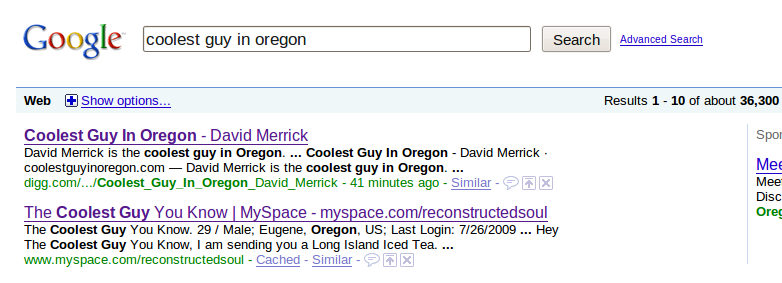 Google
coolest guy in oregon
Search
Advanced Search
Web
Show options...
Results 1 - 10 of about 36,300
Coolest Guy In Oregon - David Merrick
David Merrick is the coolest guy in Oregon. ... Coolest Guy In Oregon - David Merrick ·
coolestguyinoregon.com — David Merrick is the coolest guy in Oregon. ...
digg.com/.../Coolest_Guy_In_Oregon_David_Merrick - 41 minutes ago - Similar -
The Coolest Guy You Know | MySpace - myspace.com/reconstructedsoul
The Coolest Guy You Know. 29 / Male; Eugene, Oregon, US; Last Login: 7/26/2009 ... Hey
The Coolest Guy You Know, I am sending you a Long Island Iced Tea. ...
www.myspace.com/reconstructedsoul - Cached - Similar -
Spor
Mee
Meet
Disc
Oreg